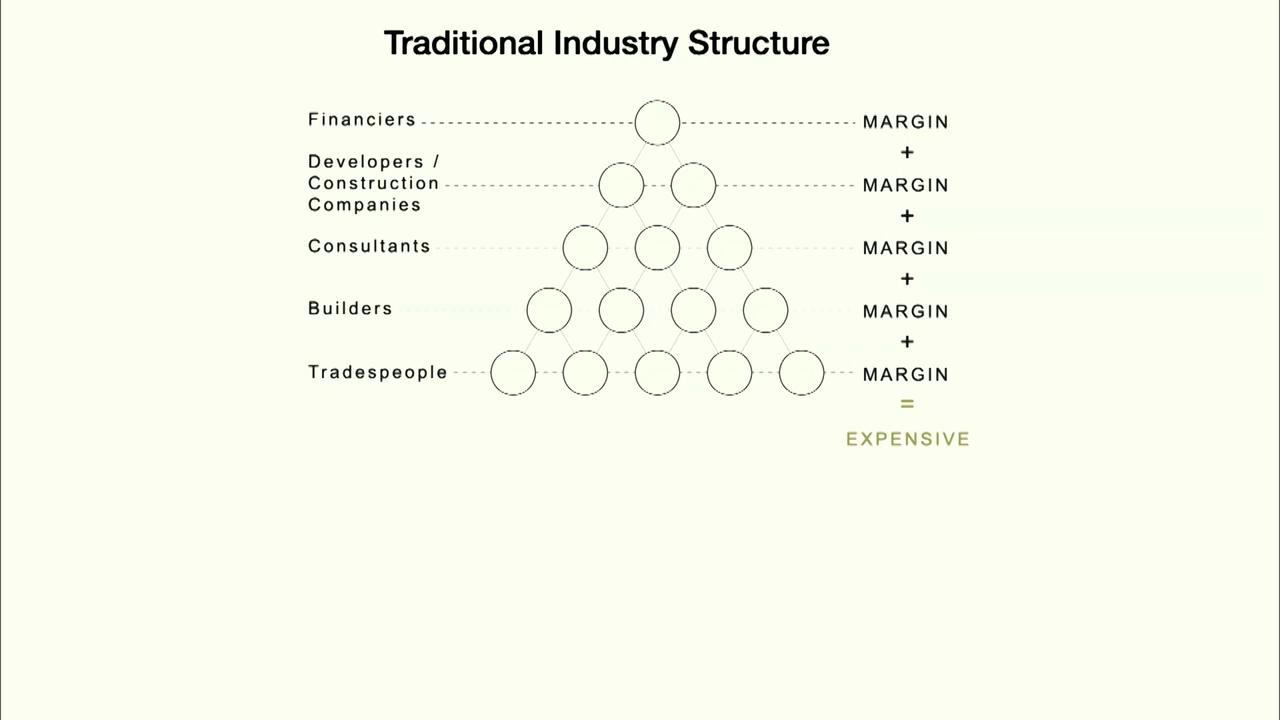 Traditional Industry Structure
Financiers
MARGIN
+
Developers /
Construction
Companies
MARGIN
+
Consultants
MARGIN
+
Builders
MARGIN
+
Tradespeople
MARGIN
=
EXPENSIVE